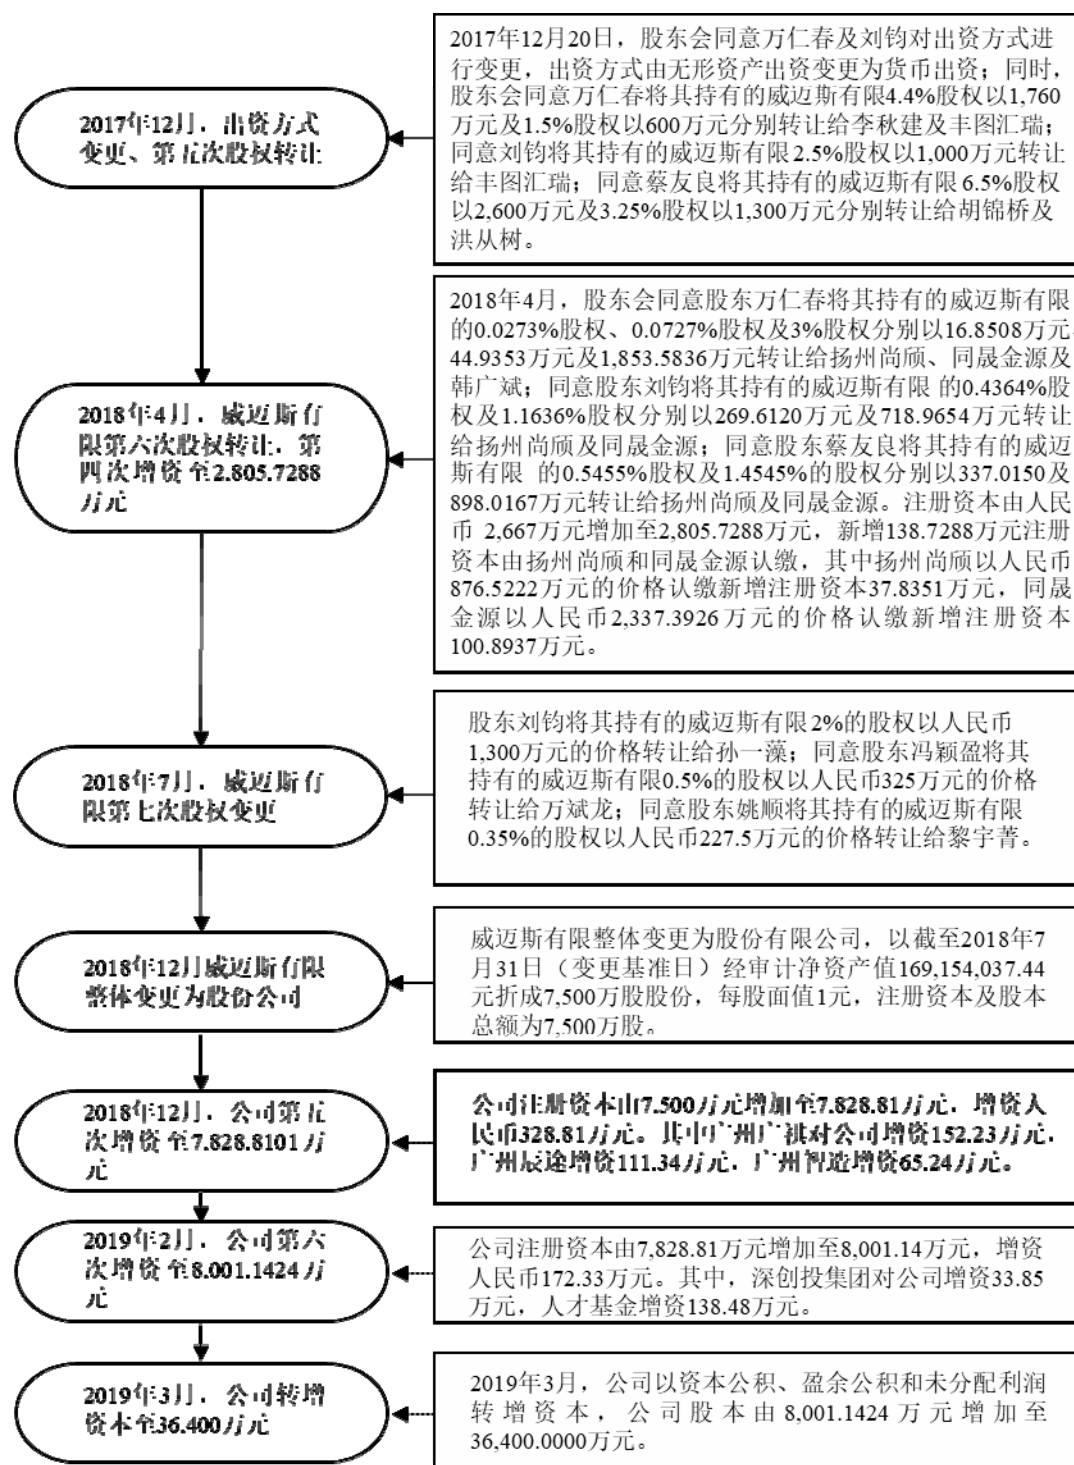 2017年12月，出资方式
变更、第五次股权转让
2017年12月20日，股东会同意万仁春及刘钧对出资方式进
行变更，出资方式由无形资产出资变更为货币出资；同时，
股东会同意万仁春将其持有的威迈斯有限4.4%股权以1,760
万元及1.5%股权以600万元分别转让给李秋建及丰图汇瑞；
同意刘钧将其持有的威迈斯有限2.5%股权以1,000万元转让
给丰图汇瑞；同意蔡友良将其持有的威迈斯有限6.5%股权
以2,600万元及3.25%股权以1,300万元分别转让给胡锦桥及
洪从树。
2018年4月，威迈斯有
限第六次股权转让，第
四次增资至2.805.7288
万元
2018年4月，股东会同意股东万仁春将其持有的威迈斯有限
的0.0273%股权、0.0727%股权及3%股权分别以16.8508万元、
44.9353万元及1,853.5836万元转让给扬州尚颀、同晟金源及
韩广斌；同意股东刘钧将其持有的威迈斯有限 的0.4364%股
权及1.1636%股权分别以269.6120万元及718.9654万元转让
给扬州尚颀及同晟金源；同意股东蔡友良将其持有的威迈
斯有限 的0.5455%股权及1.4545%的股权分别以337.0150及
898.0167万元转让给扬州尚颀及同晟金源。注册资本由人民
币 2,667万元增加至2,805.7288万元，新增138.7288万元注册
资本由扬州尚颀和同晟金源认缴，其中扬州尚颀以人民币
876.5222万元的价格认缴新增注册资本37.8351万元，同晟
金源以人民币2,337.3926万元的价格认缴新增注册资本
100.8937万元。
2018年7月，威迈斯有
限第七次股权变更
股东刘钧将其持有的威迈斯有限2%的股权以人民币
1,300万元的价格转让给孙一藻；同意股东冯颖盈将其
持有的威迈斯有限0.5%的股权以人民币325万元的价格
转让给万斌龙；同意股东姚顺将其持有的威迈斯有限
0.35%的股权以人民币227.5万元的价格转让给黎宇菁。
2018年12月威迈斯有限
整体变更为股份公司
威迈斯有限整体变更为股份有限公司，以截至2018年7
月31日（变更基准日）经审计净资产值169,154,037.44
元折成7,500万股股份，每股面值1元，注册资本及股本
总额为7,500万股。
2018年12月，公司第五
次增资至7.828.8101万
元
公司注册资本由7.500万元增加至7.828.81万元，增资人
民币328.81万元。其中广州广祺对公司增资152.23万元，
广州辰途增资111.34万元，广州智造增资65.24万元。
2019年2月，公司第六
次增资至8.001.1424万
元
公司注册资本由7,828.81万元增加至8,001.14万元，增资
人民币172.33万元。其中，深创投集团对公司增资33.85
万元，人才基金增资138.48万元。
2019年3月，公司转增
资本至36.400万元
2019年3月，公司以资本公积、盈余公积和未分配利润
转增资本，公司股本由8,001.1424万元增加至
36,400.0000万元。